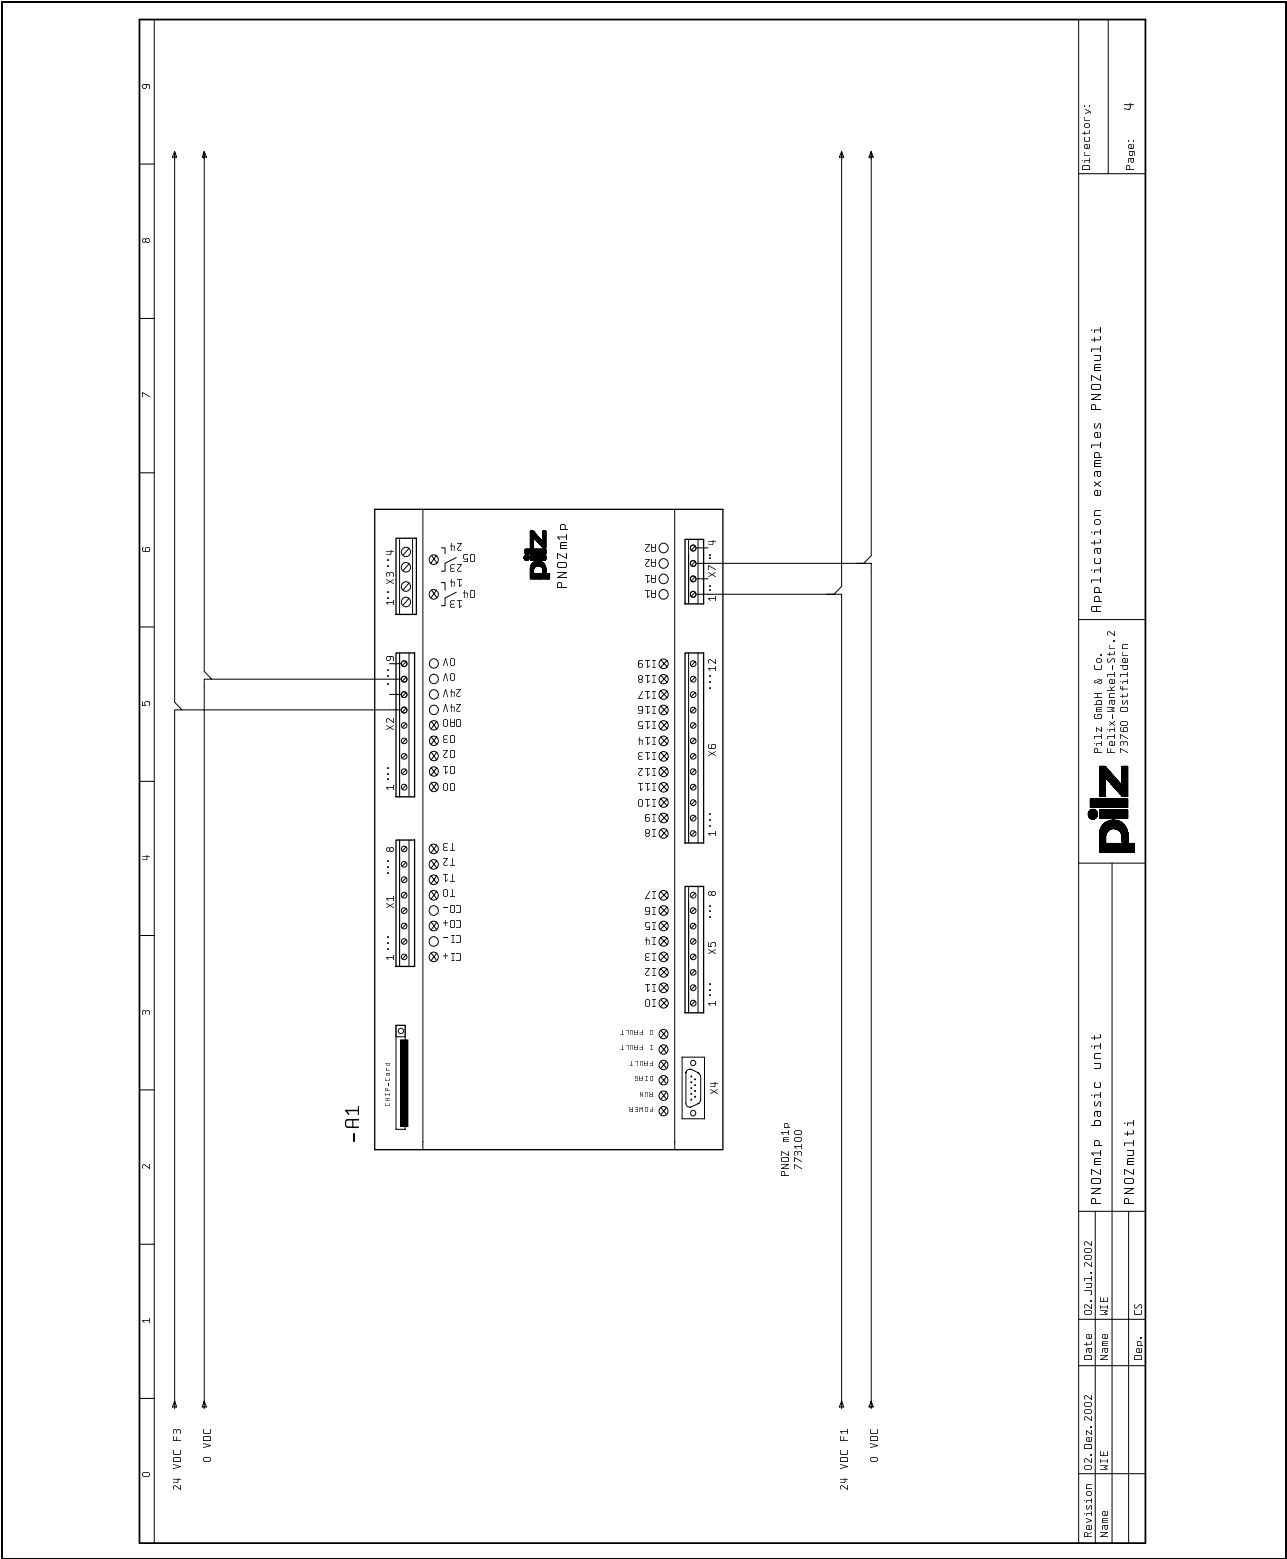 0
1
2
3
4
5
6
7
8
9
24 VDC F3
0 VDC
-A1
CHIP-Card
1 ... ... 8
X1
1 ... ... 9
X2
1.. X3 ..4
CI+
CI-
CO+
CO-
T0
T1
T2
T3
O0
O1
O2
O3
OA0
24V
24V
0V
0V
13
14
O4
23
24
O5
pilz
PNOZm1p
POWER
RUN
DIAG
FAULT
I FAULT
O FAULT
I0
I1
I2
I3
I4
I5
I6
I7
I8
I9
I10
I11
I12
I13
I14
I15
I16
I17
I18
I19
A1
A1
A2
A2
X4
1 ... ... 8
X5
1 ... ...12
X6
1.. X7 ..4
PNOZ m1p
773100
24 VDC F1
0 VDC
Revision 02.Dez.2002
Name WIE
Date 02.Jul.2002
Name WIE
Dep. CS
PNOZm1p basic unit
PNOZmulti
pilz
Pilz GmbH & Co.
Felix-Wankel-Str.2
73760 Ostfildern
Application examples PNOZmulti
Directory:
Page: 4